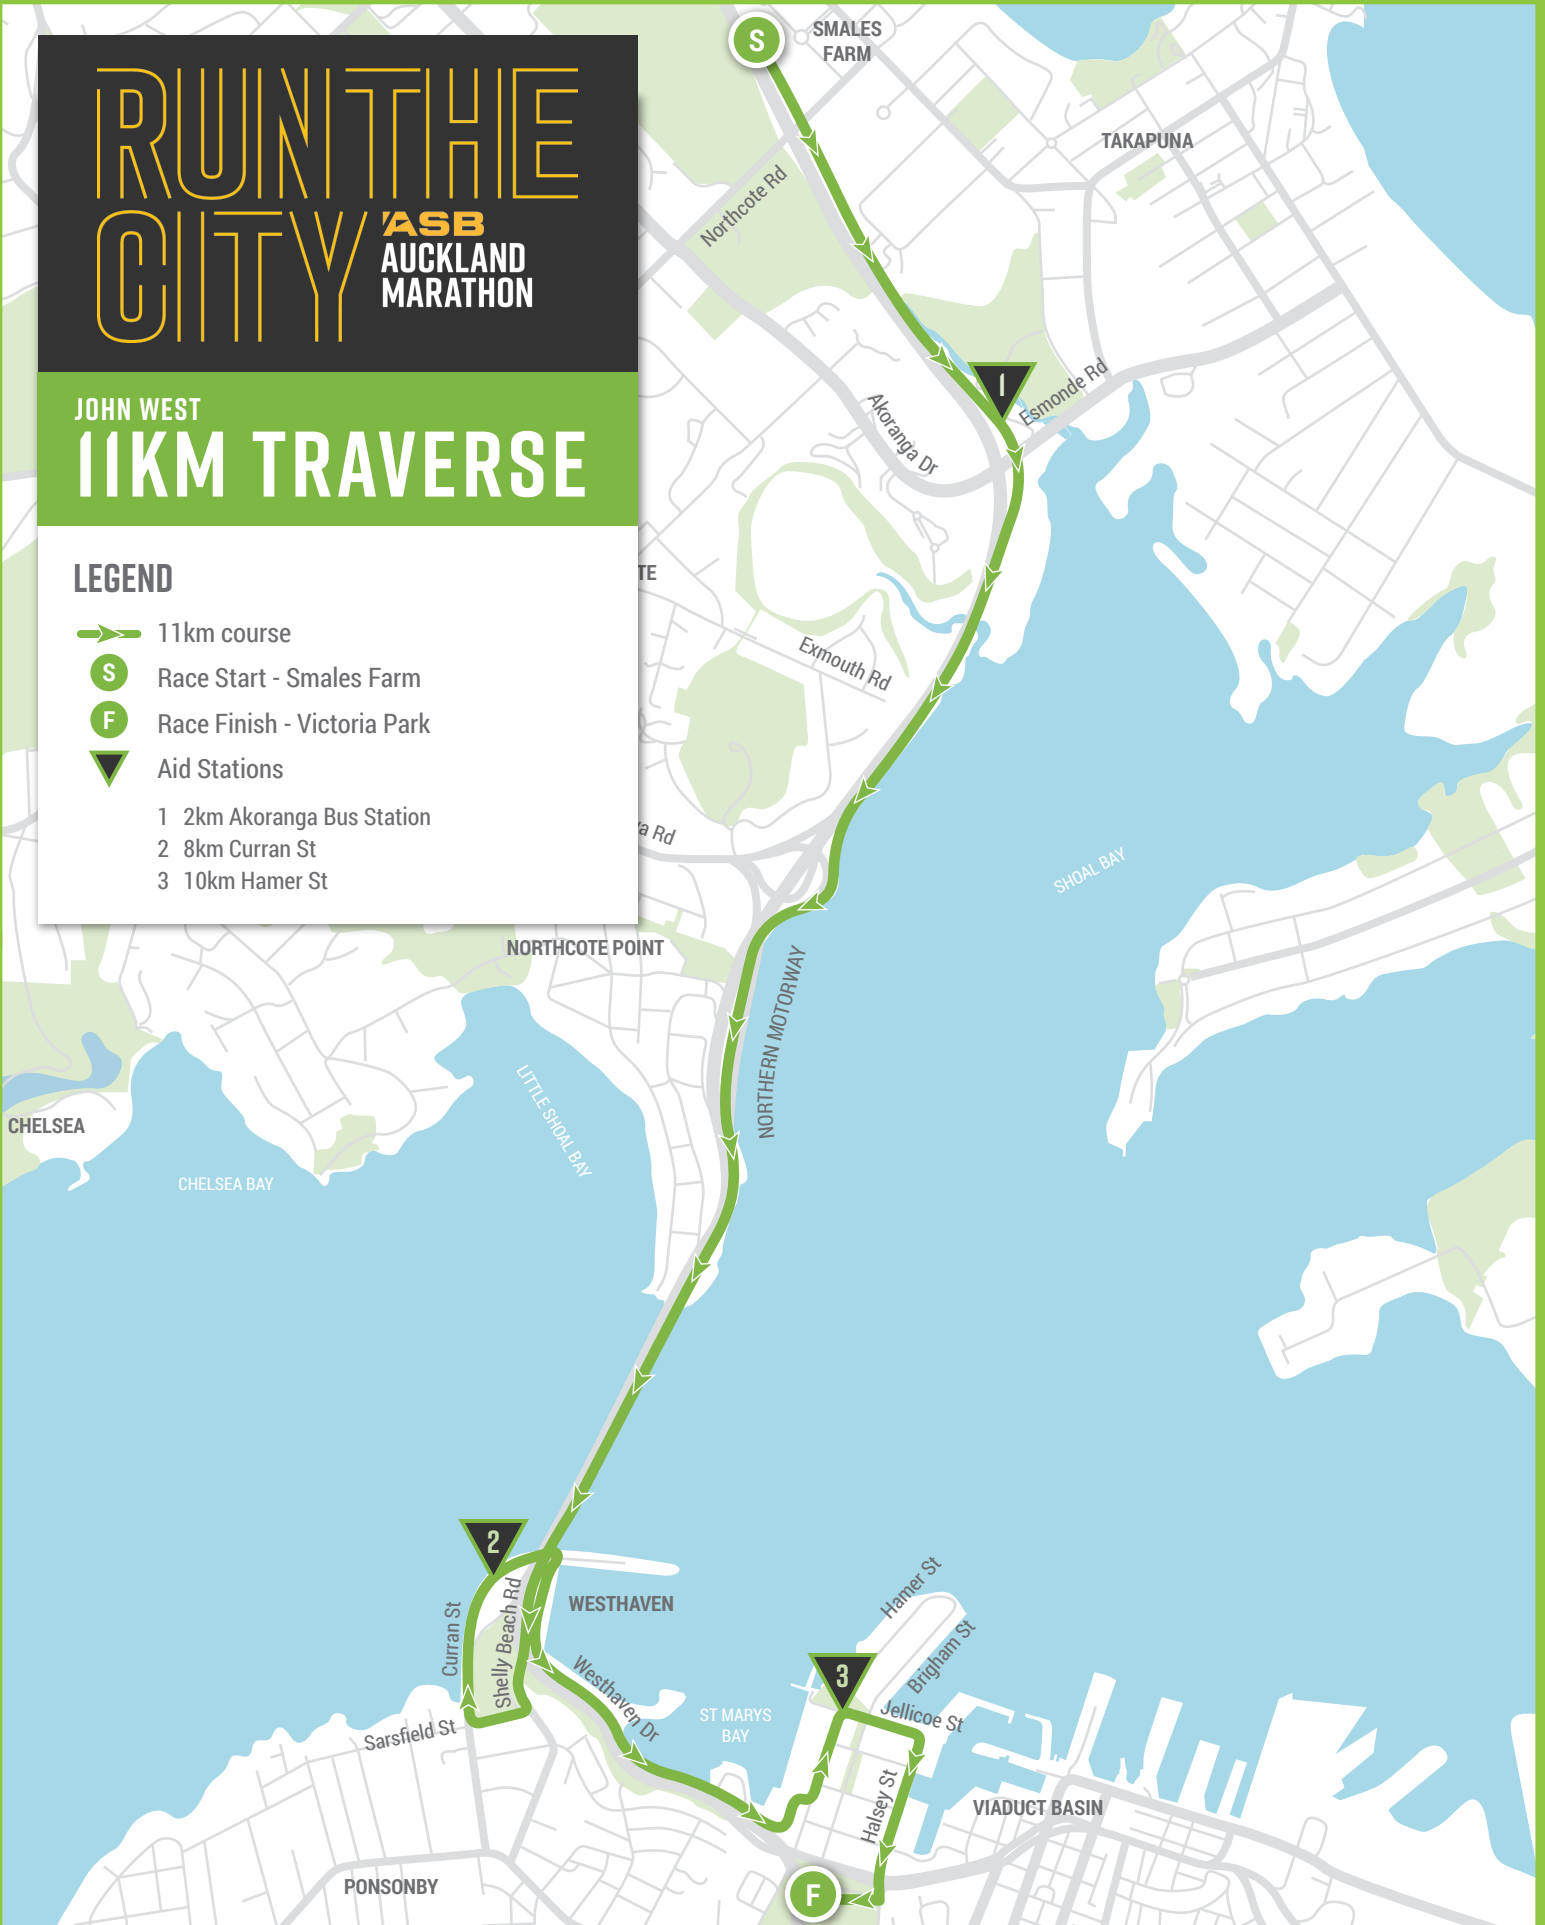 RUN THE
CITY
ASB
AUCKLAND
MARATHON
JOHN WEST
11KM TRAVERSE
LEGEND
11km course
S
Race Start - Smales Farm
F
Race Finish - Victoria Park
Aid Stations
1 2km Akoranga Bus Station
2 8km Curran St
3 10km Hamer St
S
SMALES
FARM
TAKAPUNA
Northcote Rd
1
Esmonde Rd
Akoranga Dr
TE
Exmouth Rd
a Rd
SHOAL BAY
NORTHCOTE POINT
NORTHERN MOTORWAY
LITTLE SHOAL BAY
CHELSEA
CHELSEA BAY
2
WESTHAVEN
Curran St
Shelly Beach Rd
Sarsfield St
Westhaven Dr
ST MARYS
BAY
3
Hamer St
Brigham St
Jellicoe St
Halsey St
VIADUCT BASIN
PONSONBY
F